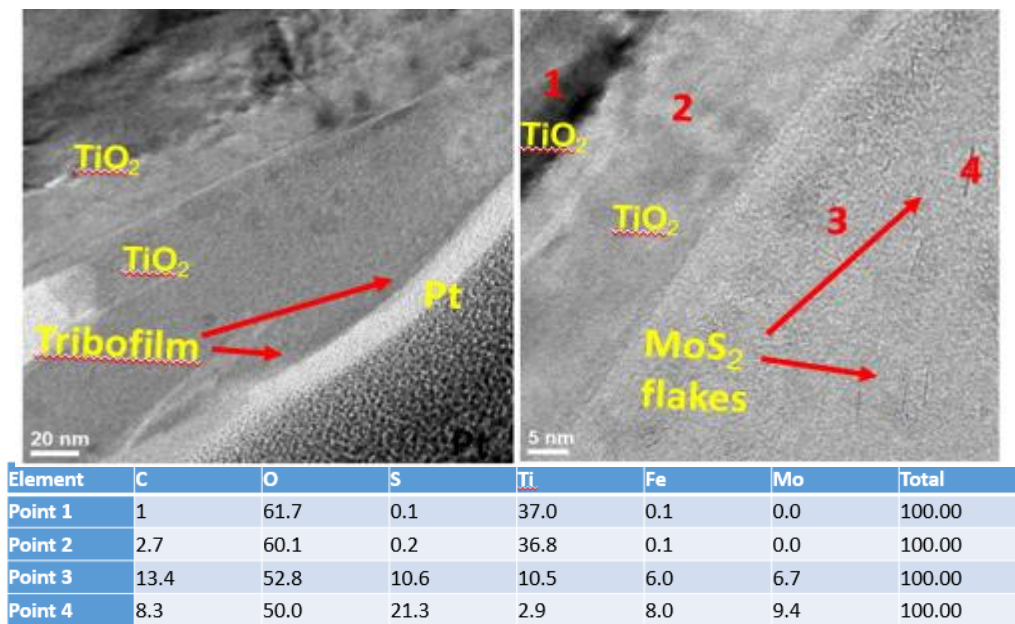 TiO₂
TiO₂
Tribofilm
Pt
Pt
20 nm
1
TiO₂
2
TiO₂
3
4
MoS₂
flakes
5 nm
Element C O S Ti Fe Mo Total
Point 1 1 61.7 0.1 37.0 0.1 0.0 100.00
Point 2 2.7 60.1 0.2 36.8 0.1 0.0 100.00
Point 3 13.4 52.8 10.6 10.5 6.0 6.7 100.00
Point 4 8.3 50.0 21.3 2.9 8.0 9.4 100.00